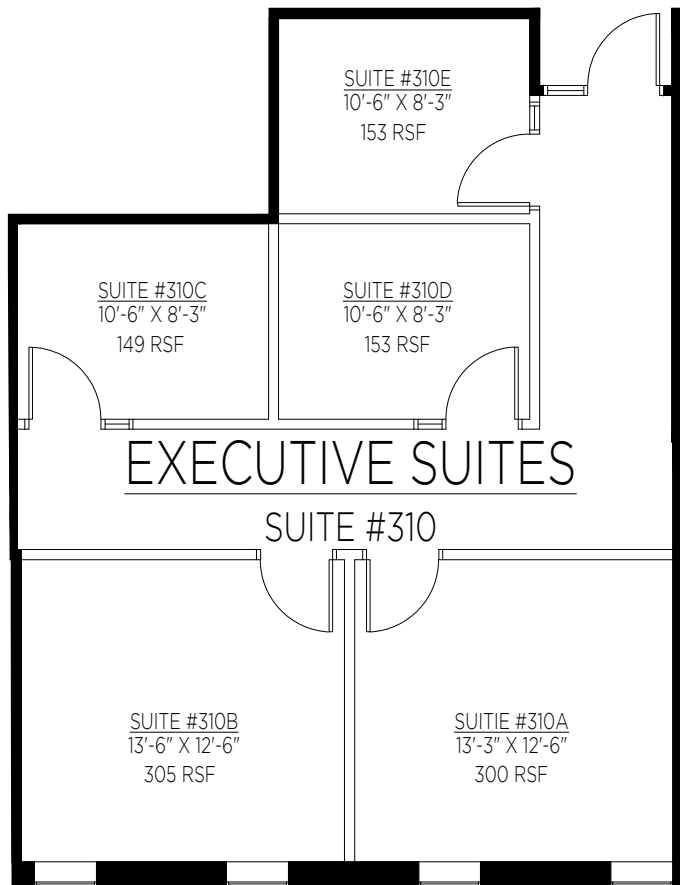 SUITE #310E
10'-6" X 8'-3"
153 RSF
SUITE #310C
10'-6" X 8'-3"
149 RSF
SUITE #310D
10'-6" X 8'-3"
153 RSF
EXECUTIVE SUITES
SUITE #310
SUITE #310B
13'-6" X 12'-6"
305 RSF
SUITIE #310A
13'-3" X 12'-6"
300 RSF